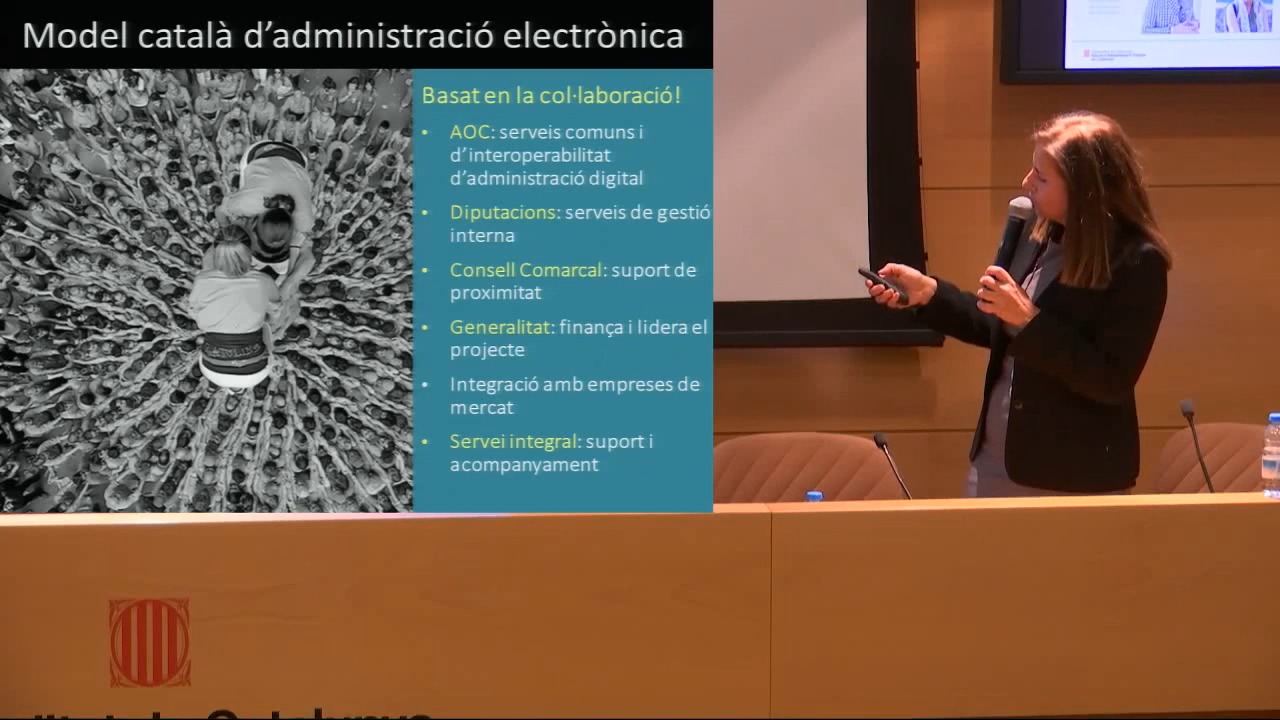 Model català d'administració electrònica
Basat en la col·laboració!
• AOC: serveis comuns i
d'interoperabilitat
d'administració digital
• Diputacions: serveis de gestió
interna
• Consell Comarcal: suport de
proximitat
• Generalitat: finança i lidera el
projecte
• Integració amb empreses de
mercat
• Servei integral: suport i
acompanyament